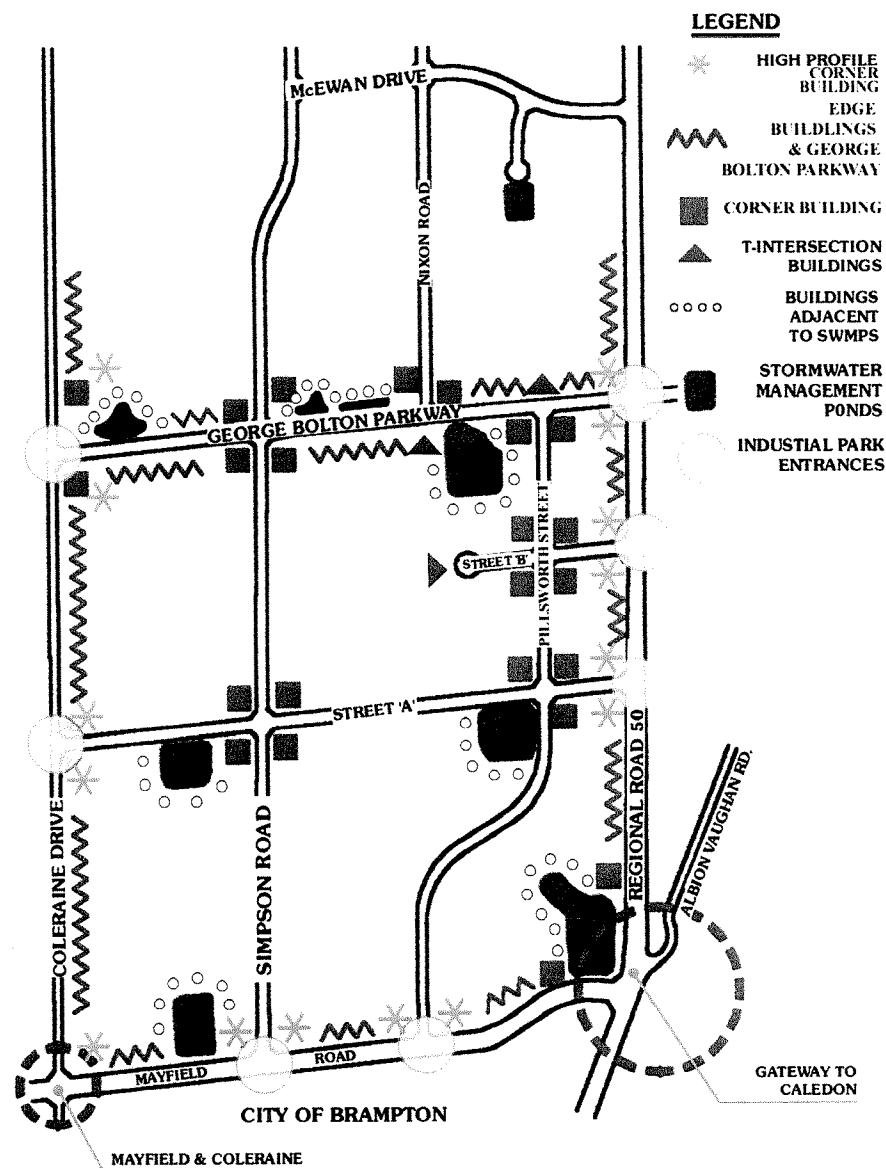 LEGEND
HIGH PROFILE
CORNER
BUILDING
EDGE
BUILDLINGS
& GEORGE
BOLTON PARKWAY
CORNER BUILDING
T-INTERSECTION
BUILDINGS
BUILDINGS
ADJACENT
TO SWMPS
STORMWATER
MANAGEMENT
PONDS
INDUSTIAL PARK
ENTRANCES
McEWAN DRIVE
NIXON ROAD
GEORGE BOLTON PARKWAY
PILLSWORTH STREET
STREET 'B'
STREET 'A'
REGIONAL ROAD 50
ALBION VAUGHAN RD.
COLERAINE DRIVE
SIMPSON ROAD
MAYFIELD ROAD
CITY OF BRAMPTON
GATEWAY TO
CALEDON
MAYFIELD & COLERAINE